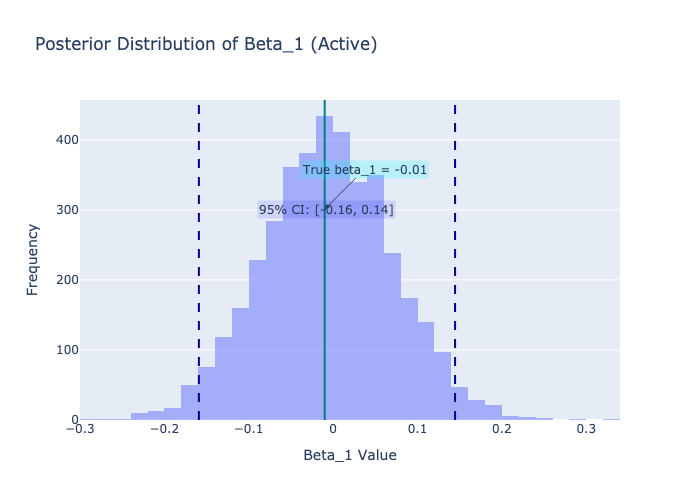 Posterior Distribution of Beta_1 (Active)
400
True beta_1 = -0.01
300
95% CI: [-0.16, 0.14]
Frequency
200
100
0
−0.3
−0.2
−0.1
0
0.1
0.2
0.3
Beta_1 Value